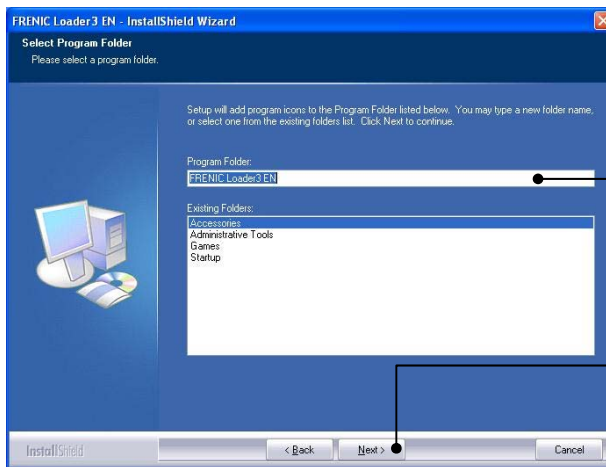 FRENIC Loader3 EN - InstallShield Wizard
Select Program Folder
Please select a program folder.
Setup will add program icons to the Program Folder listed below. You may type a new folder name,
or select one from the existing folders list. Click Next to continue.
Program Folder:
FRENIC Loader3 EN
Existing Folders:
Accessories
Administrative Tools
Games
Startup
InstallShield
< Back
Next >
Cancel